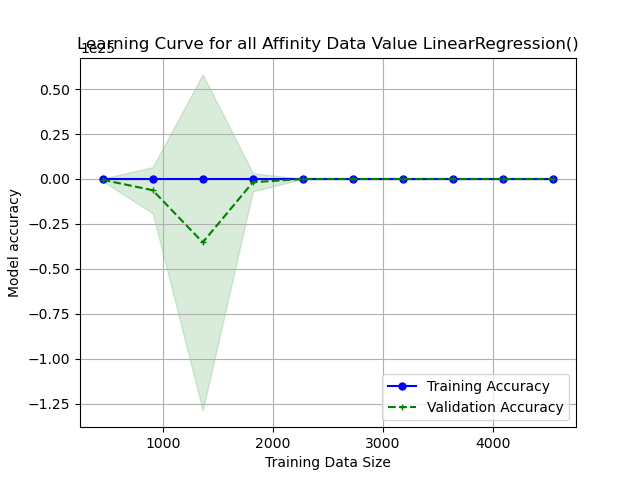 Learning Curve for all Affinity Data Value LinearRegression()
1e25
0.50
0.25
0.00
−0.25
−0.50
−0.75
−1.00
−1.25
Model accuracy
Training Accuracy
Validation Accuracy
1000 2000 3000 4000
Training Data Size